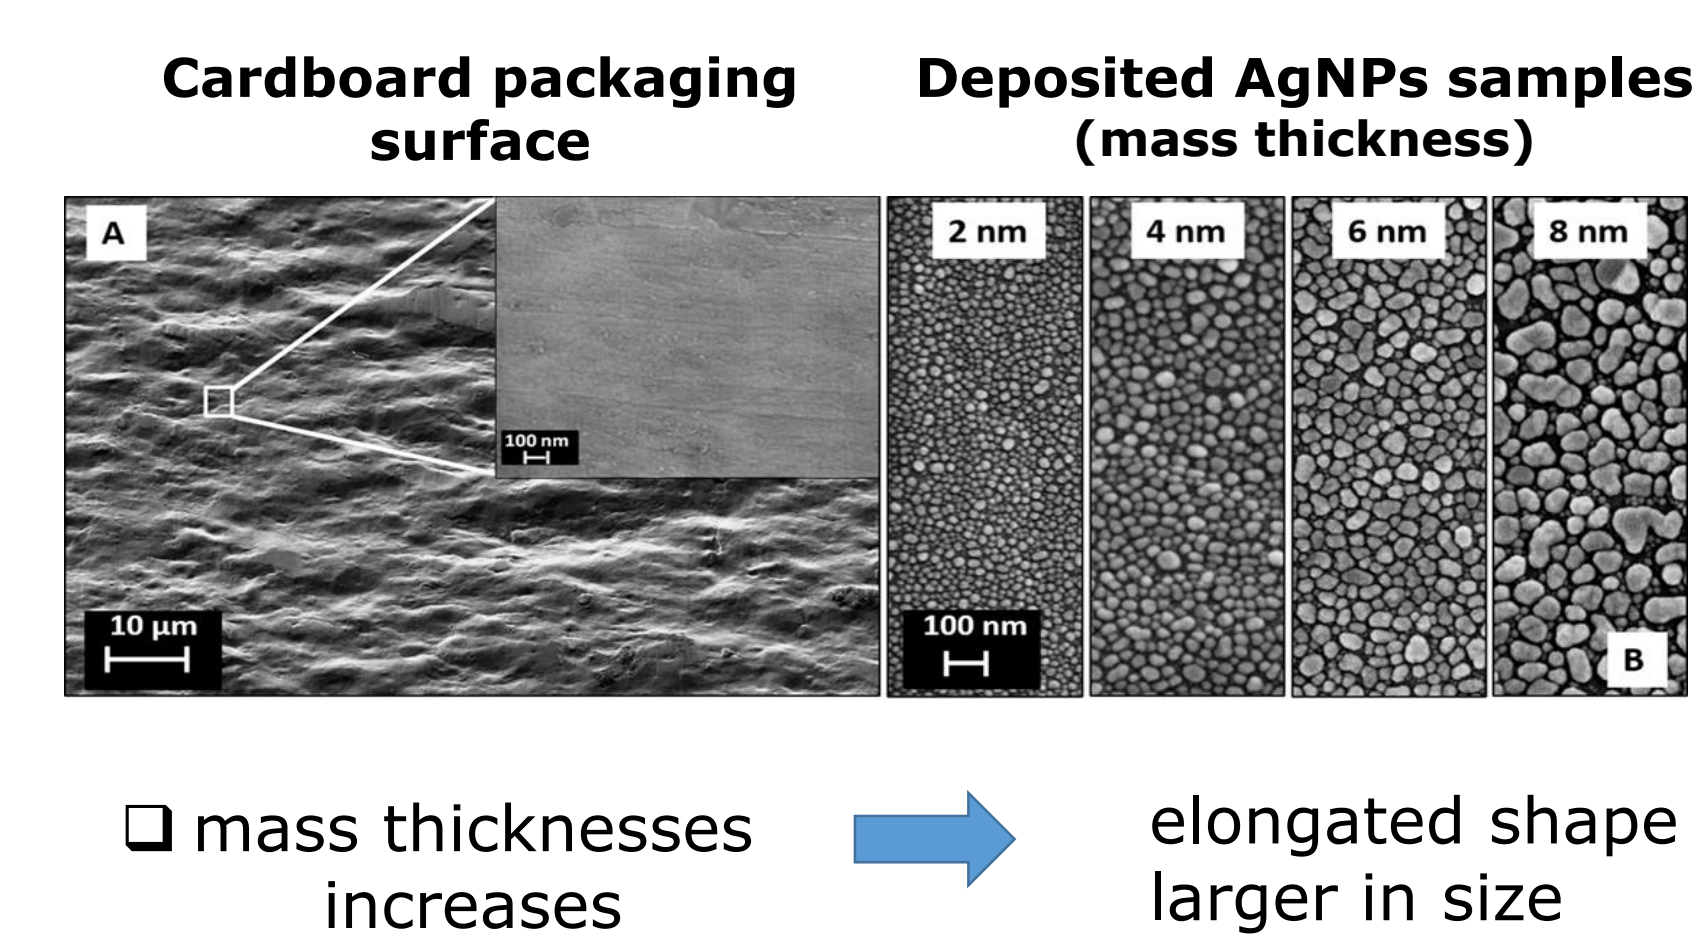 Cardboard packaging
surface
Deposited AgNPs samples
(mass thickness)
A
100 nm
10 µm
2 nm
4 nm
6 nm
8 nm
100 nm
B
❑ mass thicknesses
increases
elongated shape
larger in size